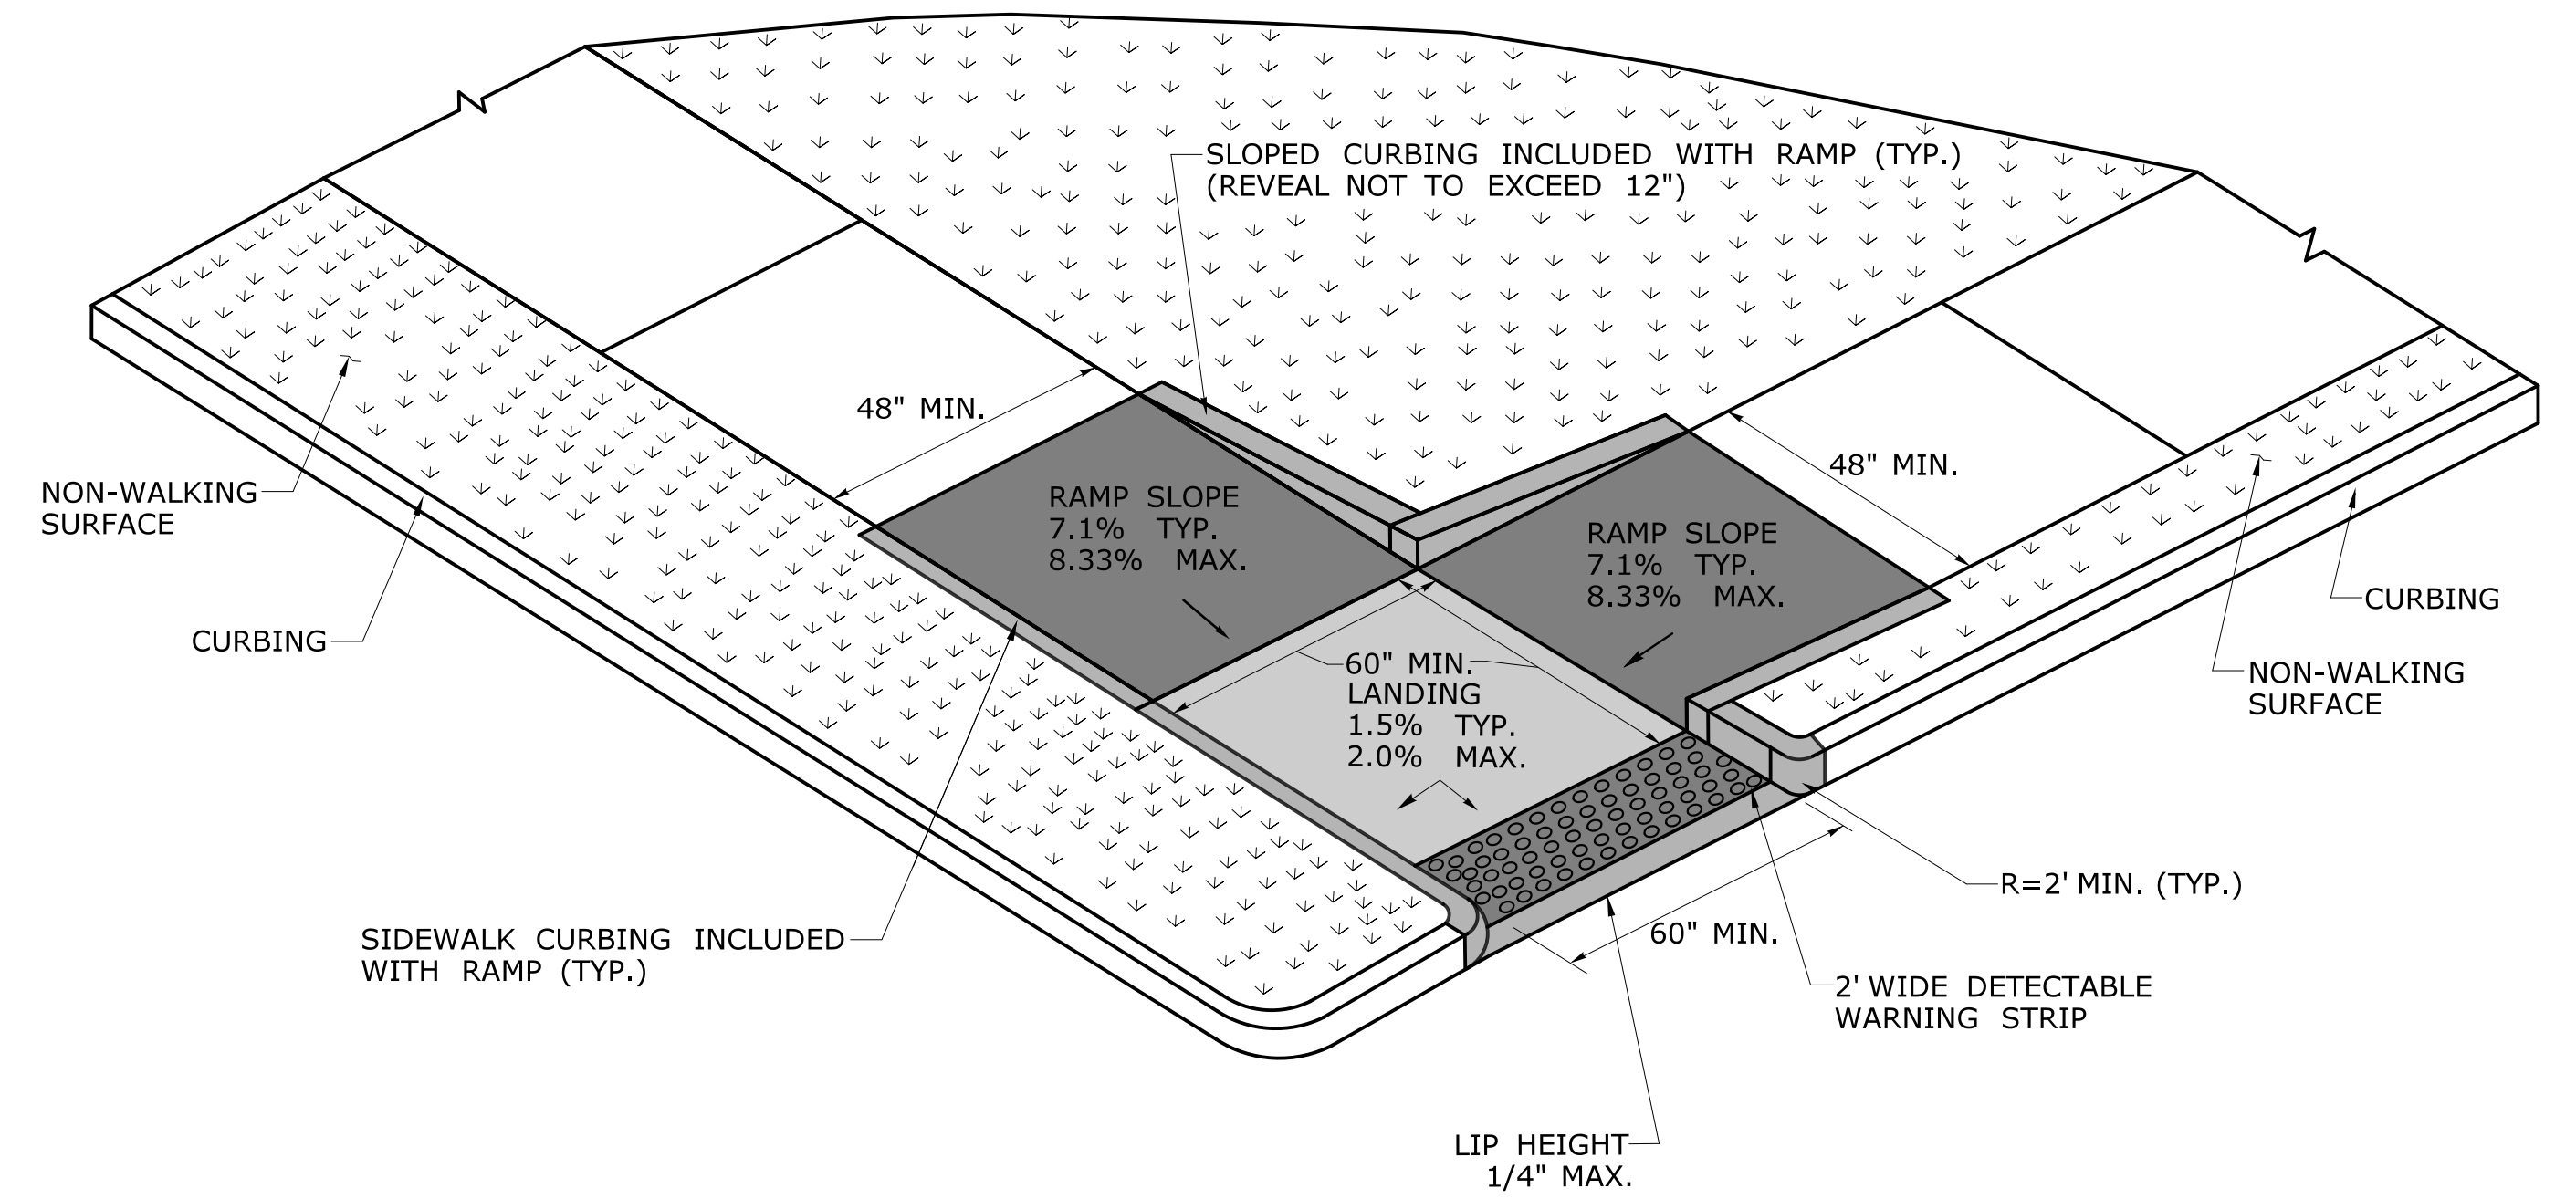 SLOPED CURBING INCLUDED WITH RAMP (TYP.)
(REVEAL NOT TO EXCEED 12")
48" MIN.
48" MIN.
NON-WALKING
SURFACE
RAMP SLOPE
7.1% TYP.
8.33% MAX.
RAMP SLOPE
7.1% TYP.
8.33% MAX.
CURBING
CURBING
60" MIN.
LANDING
1.5% TYP.
2.0% MAX.
NON-WALKING
SURFACE
R=2' MIN. (TYP.)
SIDEWALK CURBING INCLUDED
WITH RAMP (TYP.)
60" MIN.
2' WIDE DETECTABLE
WARNING STRIP
LIP HEIGHT
1/4" MAX.